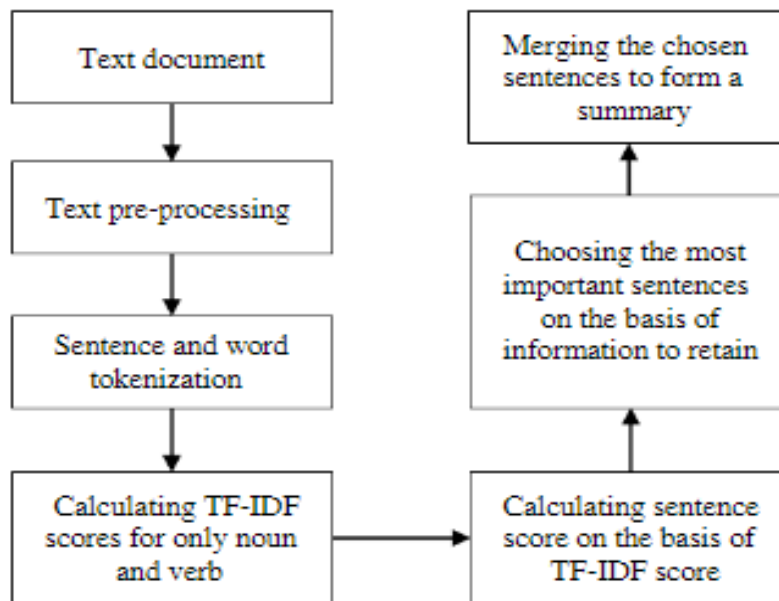 Text document
Text pre-processing
Sentence and word
tokenization
Calculating TF-IDF
scores for only noun
and verb
Calculating sentence
score on the basis of
TF-IDF score
Choosing the most
important sentences
on the basis of
information to retain
Merging the chosen
sentences to form a
summary